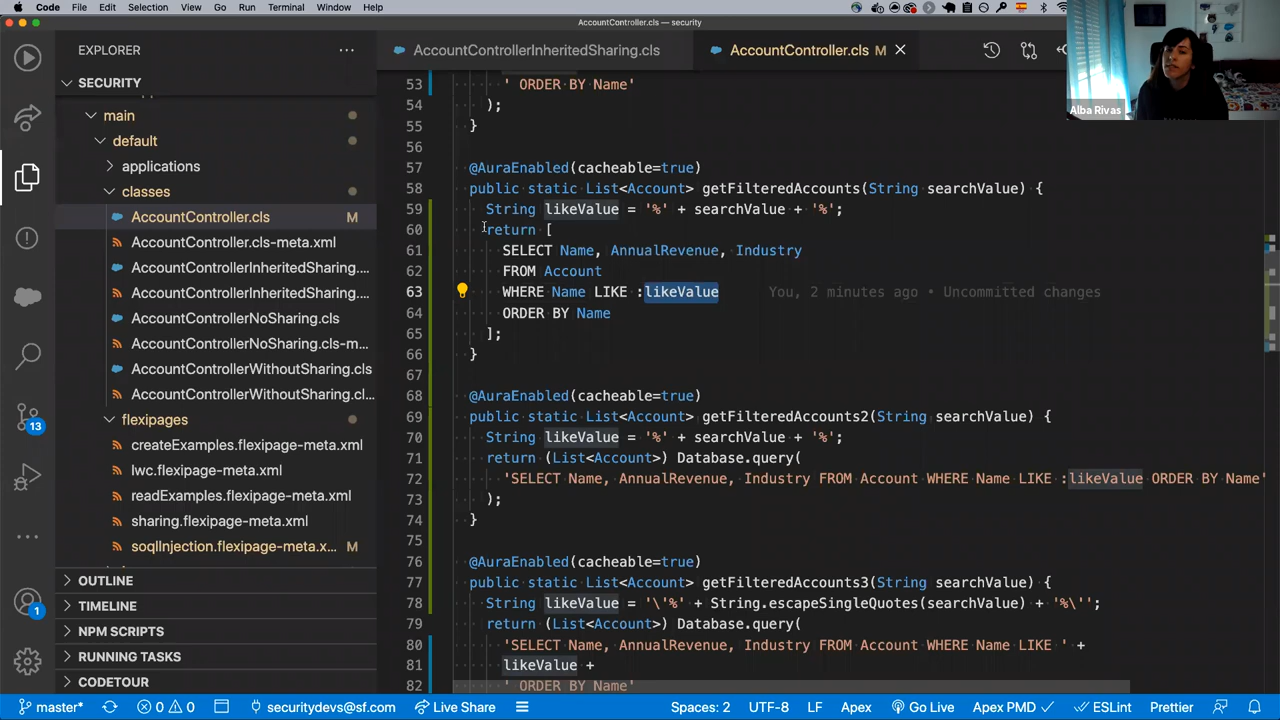 Code File Edit Selection View Go Run Terminal Window Help
AccountController.cls — security
EXPLORER
AccountControllerInheritedSharing.cls
AccountController.cls M
SECURITY
main
default
applications
classes
AccountController.cls M
AccountController.cls-meta.xml
AccountControllerInheritedSharing....
AccountControllerInheritedSharing....
AccountControllerNoSharing.cls
AccountControllerNoSharing.cls-m...
AccountControllerWithoutSharing.cls
AccountControllerWithoutSharing.cl...
flexipages
createExamples.flexipage-meta.xml
lwc.flexipage-meta.xml
readExamples.flexipage-meta.xml
sharing.flexipage-meta.xml
soqlInjection.flexipage-meta.x... M
OUTLINE
TIMELINE
NPM SCRIPTS
RUNNING TASKS
CODETOUR
13
1
53 ' ORDER BY Name'
54 );
55 }
56
57 @AuraEnabled(cacheable=true)
58 public static List<Account> getFilteredAccounts(String searchValue) {
59 String likeValue = '%' + searchValue + '%';
60 return [
61 SELECT Name, AnnualRevenue, Industry
62 FROM Account
63 WHERE Name LIKE :likeValue You, 2 minutes ago • Uncommitted changes
64 ORDER BY Name
65 ];
66 }
67
68 @AuraEnabled(cacheable=true)
69 public static List<Account> getFilteredAccounts2(String searchValue) {
70 String likeValue = '%' + searchValue + '%';
71 return (List<Account>) Database.query(
72 'SELECT Name, AnnualRevenue, Industry FROM Account WHERE Name LIKE :likeValue ORDER BY Name'
73 );
74 }
75
76 @AuraEnabled(cacheable=true)
77 public static List<Account> getFilteredAccounts3(String searchValue) {
78 String likeValue = '\'%' + String.escapeSingleQuotes(searchValue) + '%\'';
79 return (List<Account>) Database.query(
80 'SELECT Name, AnnualRevenue, Industry FROM Account WHERE Name LIKE ' +
81 likeValue +
82 ' ORDER BY Name'
Alba Rivas
master* 0 0 securitydevs@sf.com Live Share Spaces: 2 UTF-8 LF Apex Go Live Apex PMD ESLint Prettier